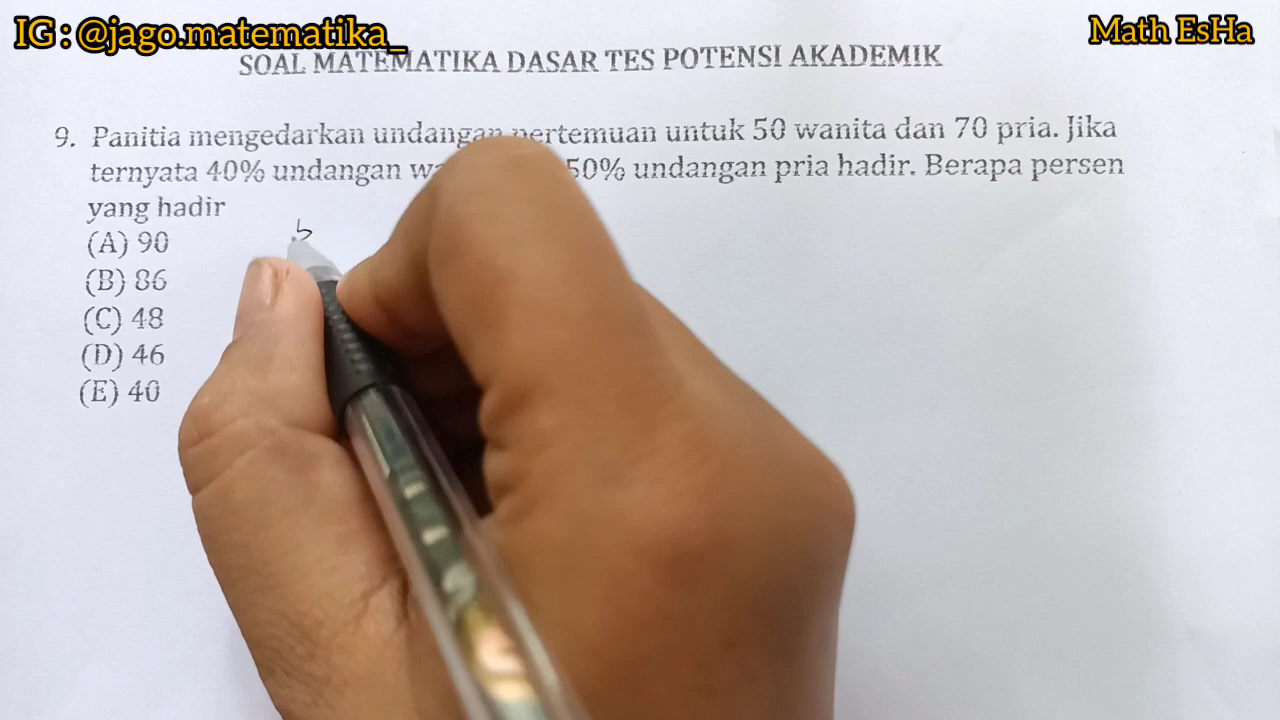 IG : @jago.matematika_
Math EsHa
SOAL MATEMATIKA DASAR TES POTENSI AKADEMIK
9. Panitia mengedarkan undangan pertemuan untuk 50 wanita dan 70 pria. Jika
ternyata 40% undangan 50% undangan pria hadir. Berapa persen
yang hadir
(A) 90
(B) 86
(C) 48
(D) 46
(E) 40